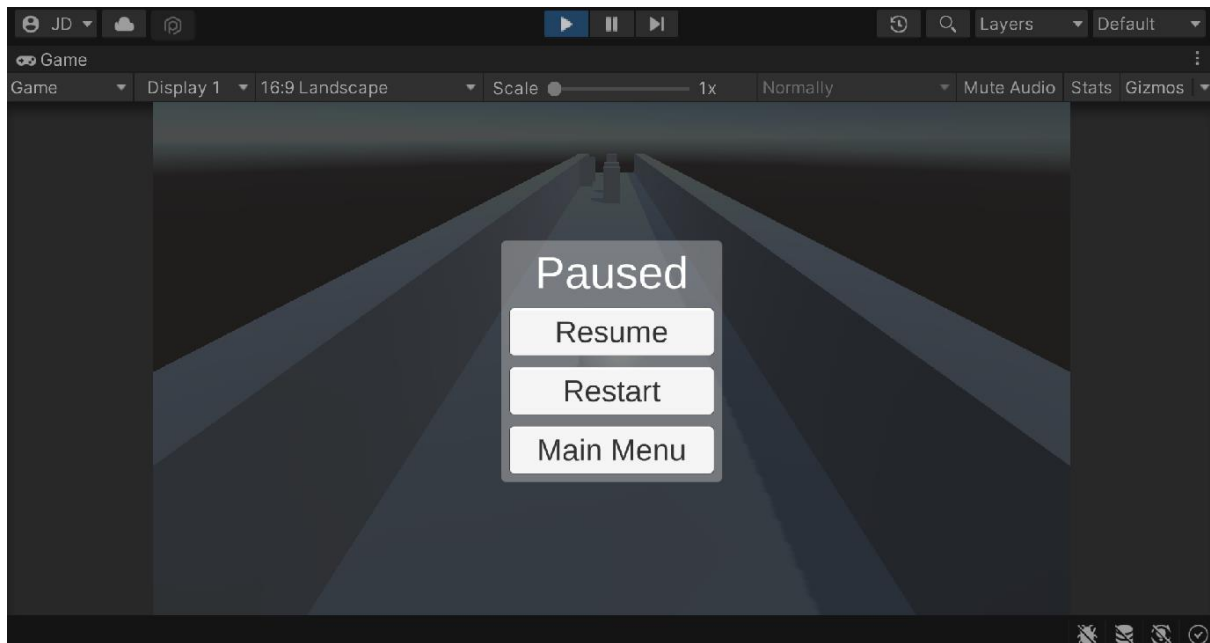 JD Layers Default
Game
Game Display 1 16:9 Landscape Scale 1x Normally Mute Audio Stats Gizmos
Paused
Resume
Restart
Main Menu